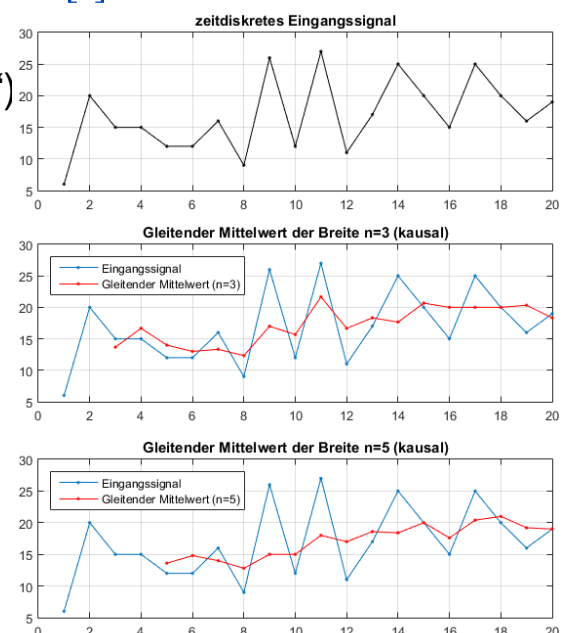 zeitdiskretes Eingangssignal
30
25
20
15
10
5
0 2 4 6 8 10 12 14 16 18 20
Gleitender Mittelwert der Breite n=3 (kausal)
30
25
20
15
10
5
Eingangssignal
Gleitender Mittelwert (n=3)
0 2 4 6 8 10 12 14 16 18 20
Gleitender Mittelwert der Breite n=5 (kausal)
30
25
20
15
10
5
Eingangssignal
Gleitender Mittelwert (n=5)
0 2 4 6 8 10 12 14 16 18 20